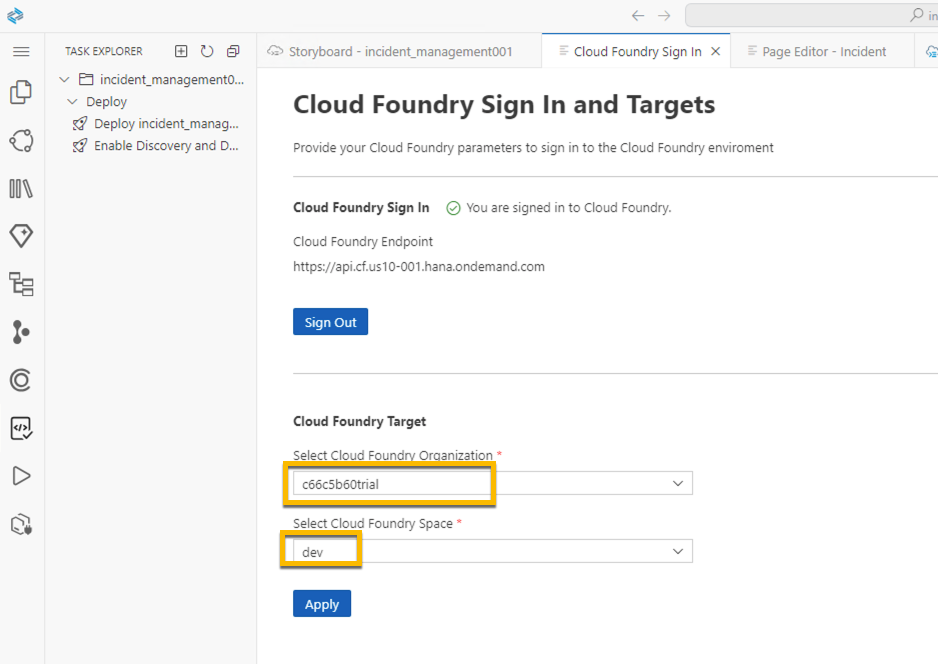 in
TASK EXPLORER
Storyboard - incident_management001
Cloud Foundry Sign In
Page Editor - Incident
incident_management0...
Deploy
Deploy incident_manag...
Enable Discovery and D...
Cloud Foundry Sign In and Targets
Provide your Cloud Foundry parameters to sign in to the Cloud Foundry enviroment
Cloud Foundry Sign In
You are signed in to Cloud Foundry.
Cloud Foundry Endpoint
https://api.cf.us10-001.hana.ondemand.com
Sign Out
Cloud Foundry Target
Select Cloud Foundry Organization *
c66c5b60trial
Select Cloud Foundry Space *
dev
Apply